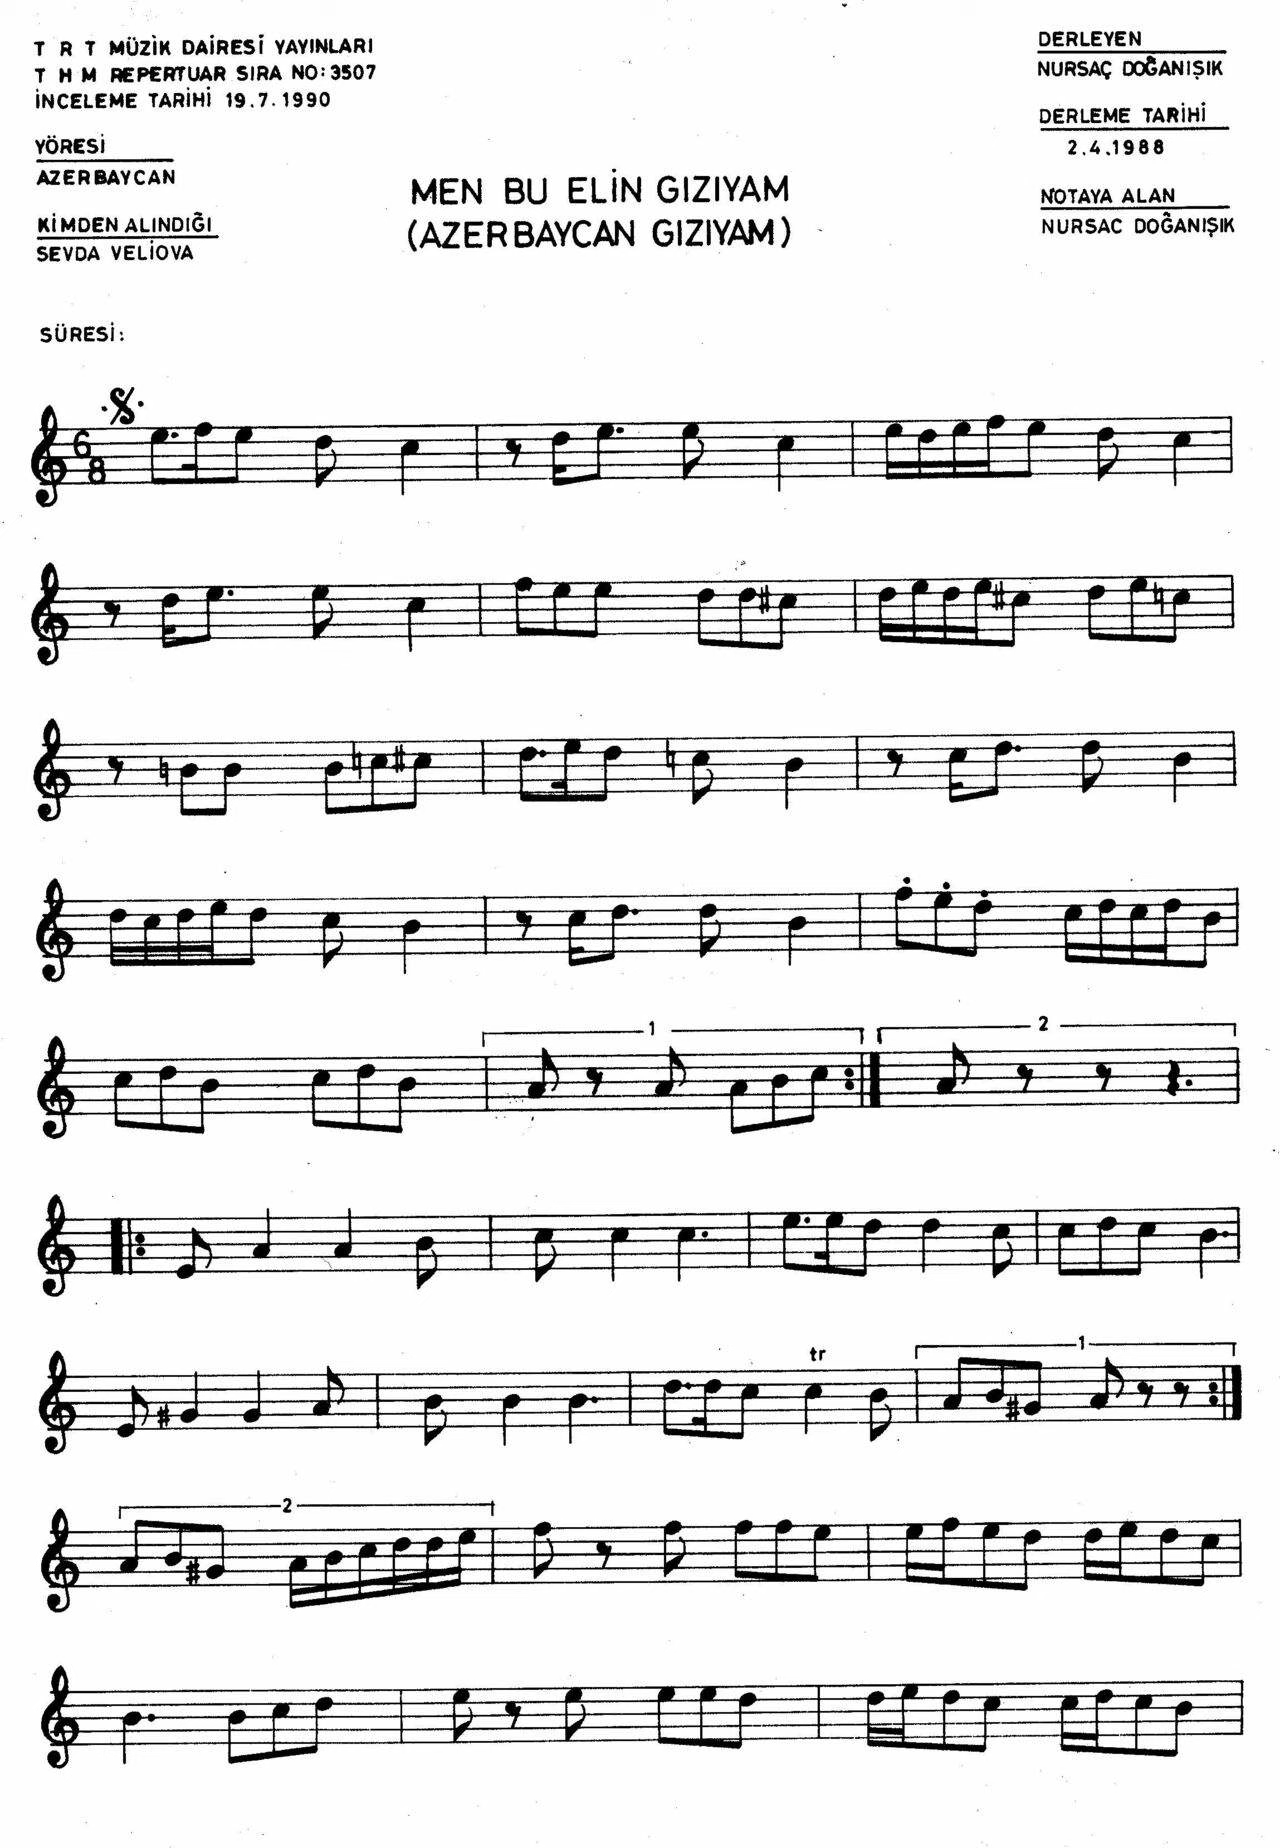 T R T MÜZİK DAİRESİ YAYINLARI
T H M REPERTUAR SIRA NO: 3507
İNCELEME TARİHİ 19.7.1990
YÖRESİ
AZERBAYCAN
KİMDEN ALINDIĞI
SEVDA VELİOVA
MEN BU ELİN GIZIYAM
(AZERBAYCAN GIZIYAM)
DERLEYEN
NURSAÇ DOĞANIŞIK
DERLEME TARİHİ
2.4.1988
NOTAYA ALAN
NURSAC DOĞANIŞIK
SÜRESİ:
6
8
1
2
tr
1
2